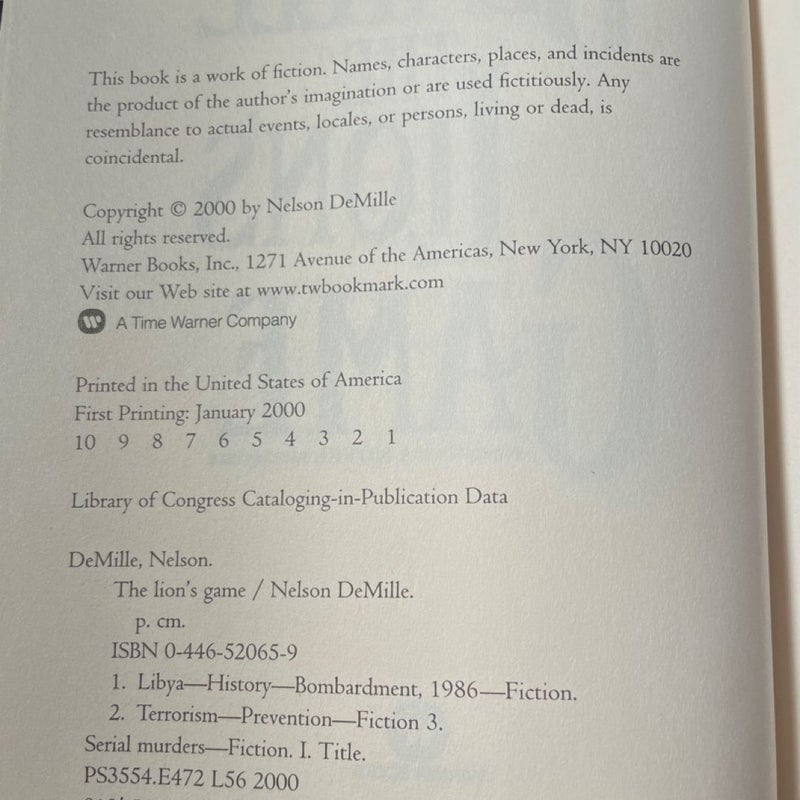 This book is a work of fiction. Names, characters, places, and incidents are
the product of the author's imagination or are used fictitiously. Any
resemblance to actual events, locales, or persons, living or dead, is
coincidental.
Copyright © 2000 by Nelson DeMille
All rights reserved.
Warner Books, Inc., 1271 Avenue of the Americas, New York, NY 10020
Visit our Web site at www.twbookmark.com
A Time Warner Company
Printed in the United States of America
First Printing: January 2000
10 9 8 7 6 5 4 3 2 1
Library of Congress Cataloging-in-Publication Data
DeMille, Nelson.
The lion's game / Nelson DeMille.
p. cm.
ISBN 0-446-52065-9
1. Libya—History—Bombardment, 1986—Fiction.
2. Terrorism—Prevention—Fiction 3.
Serial murders—Fiction. I. Title.
PS3554.E472 L56 2000